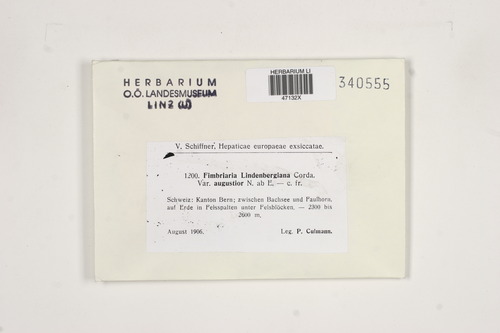 HERBARIUM
O.Ö. LANDESMUSEUM
LINZ
HERBARIUM LI
47132X
340555
V. Schiffner, Hepaticae europaeae exsiccatae.
1200. Fimbriaria Lindenbergiana Corda.
Var. augustior N. ab E. — c. fr.
Schweiz: Kanton Bern; zwischen Bachsee und Faulhorn,
auf Erde in Felsspalten unter Felsblöcken. — 2300 bis
2600 m.
August 1906.
Leg. P. Culmann.